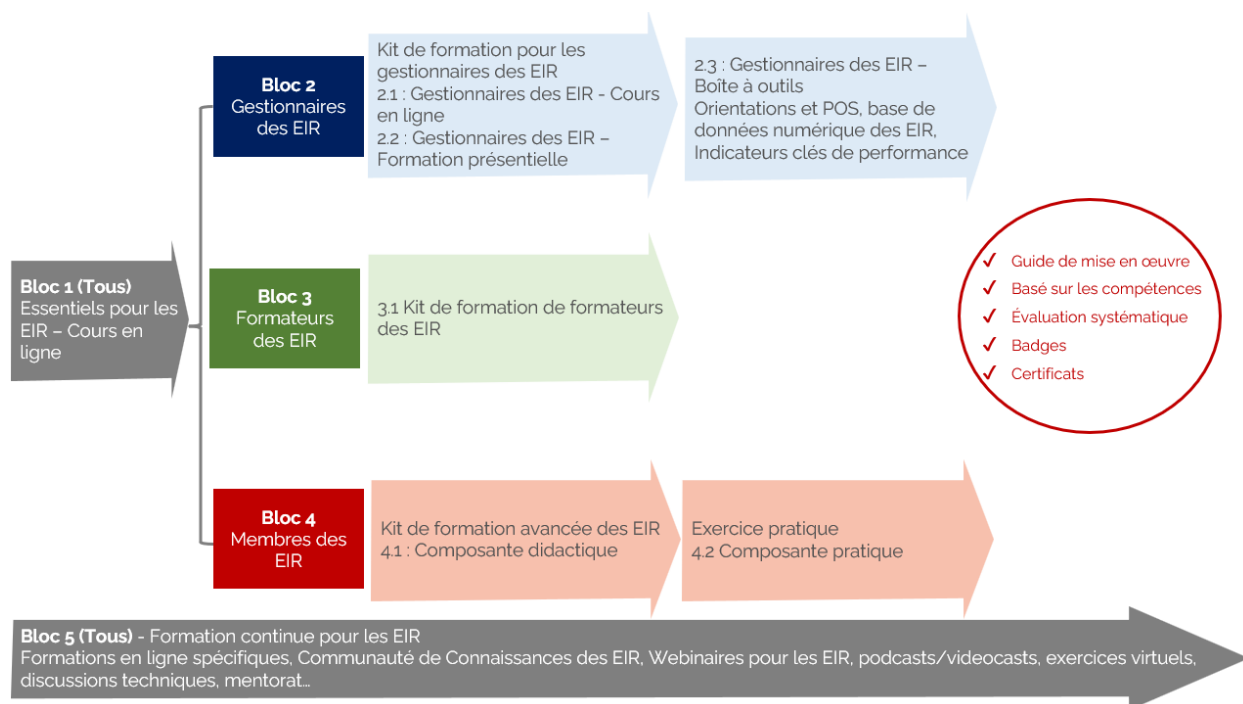 Bloc 1 (Tous)
Essentiels pour les
EIR – Cours en
ligne
Bloc 2
Gestionnaires
des EIR
Kit de formation pour les
gestionnaires des EIR
2.1 : Gestionnaires des EIR - Cours
en ligne
2.2 : Gestionnaires des EIR –
Formation présentielle
2.3 : Gestionnaires des EIR –
Boîte à outils
Orientations et POS, base de
données numérique des EIR,
Indicateurs clés de performance
Bloc 3
Formateurs
des EIR
3.1 Kit de formation de formateurs
des EIR
Bloc 4
Membres des
EIR
Kit de formation avancée des EIR
4.1 : Composante didactique
Exercice pratique
4.2 Composante pratique
✓ Guide de mise en œuvre
✓ Basé sur les compétences
✓ Évaluation systématique
✓ Badges
✓ Certificats
Bloc 5 (Tous) - Formation continue pour les EIR
Formations en ligne spécifiques, Communauté de Connaissances des EIR, Webinaires pour les EIR, podcasts/videocasts, exercices virtuels,
discussions techniques, mentorat…